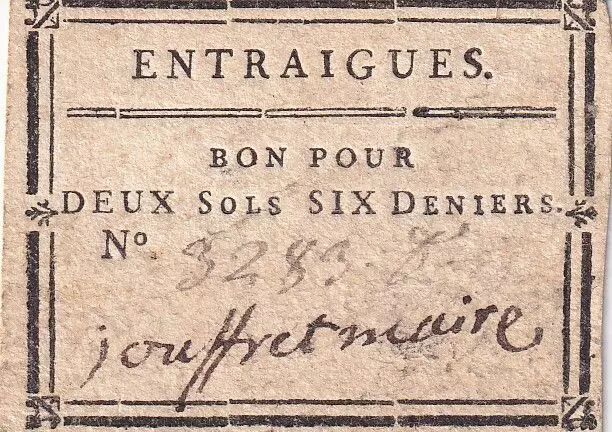 ENTRAIGUES.
BON POUR
DEUX SOLS SIX DENIERS.
Nº. 3283.
jouffret maire